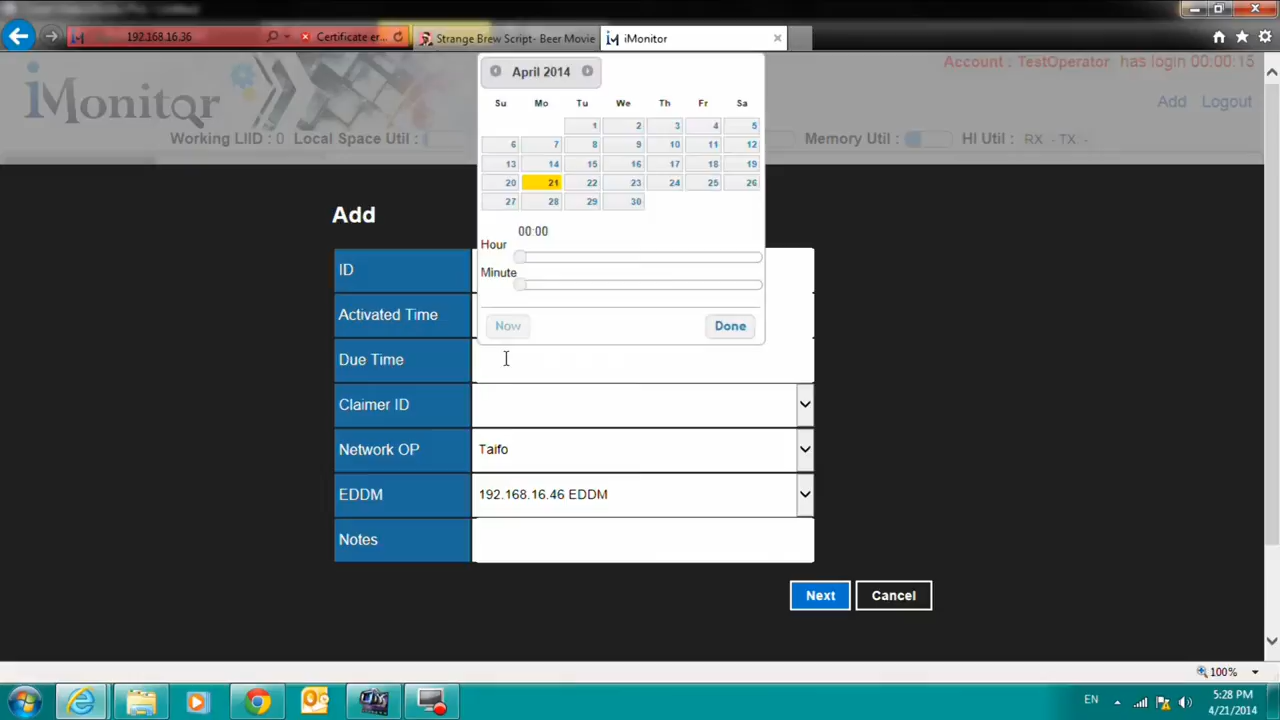 192.168.16.36
Certificate er...
Strange Brew Script- Beer Movie
iMonitor
iMonitor
Account : TestOperator has login 00:00:15
Add Logout
Working LIID : 0 Local Space Util :
Memory Util :
HI Util : RX - TX -
April 2014
Su Mo Tu We Th Fr Sa
1 2 3 4 5
6 7 8 9 10 11 12
13 14 15 16 17 18 19
20 21 22 23 24 25 26
27 28 29 30
00:00
Hour
Minute
Now Done
Add
ID
Activated Time
Due Time
Claimer ID
Network OP Taifo
EDDM 192.168.16.46 EDDM
Notes
Next Cancel
100%
EN
5:28 PM
4/21/2014